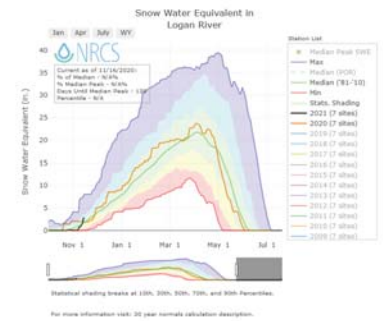 Snow Water Equivalent in
Logan River
Jan Apr Jul WY
NRCS
Current as of 11/16/2020:
% of Median - N/A%
% Median Peak - N/A%
Days Until Median Peak -
Percentile - N/A
Snow Water Equivalent (in.)
40
35
30
25
20
15
10
5
0
Nov 1 Jan 1 Mar 1 May 1 Jul 1
Station List
Median Peak SWE
Max
Median (POR)
Median ('81-'10)
Min
Stats. Shading
2021 (7 sites)
2020 (7 sites)
2019 (7 sites)
2018 (7 sites)
2017 (7 sites)
2016 (7 sites)
2015 (7 sites)
2014 (7 sites)
2013 (7 sites)
2012 (7 sites)
2011 (7 sites)
2010 (7 sites)
2009 (7 sites)
Statistical shading breaks at 10th, 30th, 50th, 70th, and 90th Percentiles.
For more information visit: 30 year normals calculation description.